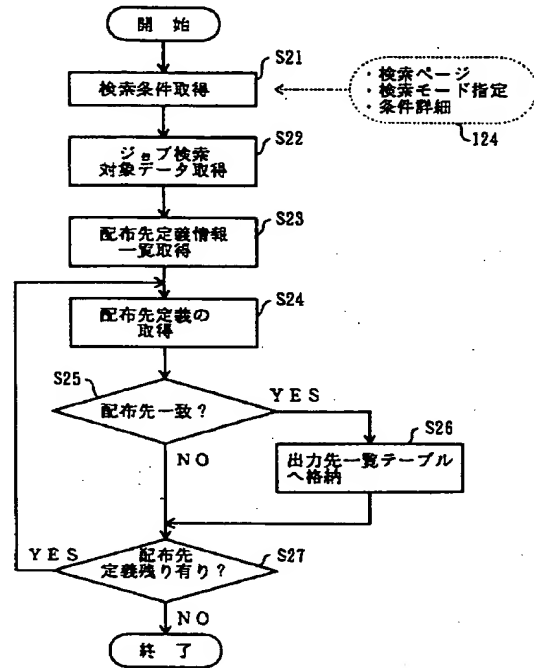 開 始
S21
検索条件取得
・検索ページ
・検索モード指定
・条件詳細
124
S22
ジョブ検索
対象データ取得
S23
配布先定義情報
一覧取得
S24
配布先定義の
取得
S25
配布先一致?
YES
NO
S26
出力先一覧テーブル
へ格納
YES
配布先
定義残り有り?
S27
NO
終 了